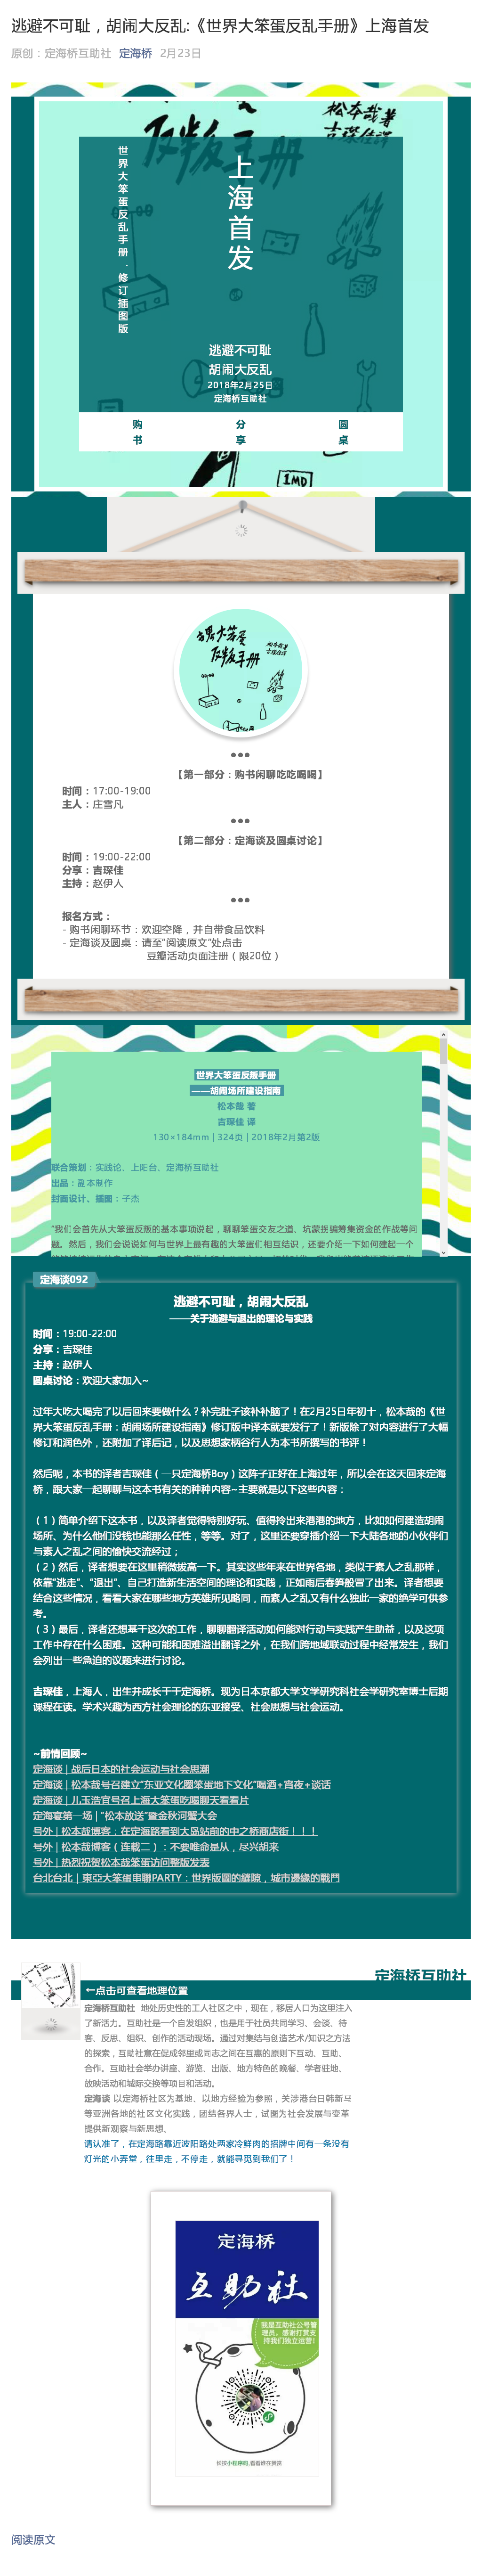 逃避不可耻，胡闹大反乱:《世界大笨蛋反乱手册》上海首发
原创：定海桥互助社 定海桥 2月23日
松本哉著
吉琛佳譯
反叛手册
世界大笨蛋反乱手册·修订插图版
上海首发
逃避不可耻
胡闹大反乱
2018年2月25日
定海桥互助社
购书
分享
圆桌
1MD
世界大笨蛋
反叛手册
松本哉著
吉琛佳譯
【第一部分：购书闲聊吃吃喝喝】
时间：17:00-19:00
主人：庄雪凡
【第二部分：定海谈及圆桌讨论】
时间：19:00-22:00
分享：吉琛佳
主持：赵伊人
报名方式：
- 购书闲聊环节：欢迎空降，并自带食品饮料
- 定海谈及圆桌：请至“阅读原文”处点击
豆瓣活动页面注册（限20位）
世界大笨蛋反叛手册
——胡闹场所建设指南
松本哉 著
吉琛佳 译
130×184mm | 324页 | 2018年2月第2版
联合策划：实践论、上阳台、定海桥互助社
出品：副本制作
封面设计、插图：子杰
“我们会首先从大笨蛋反叛的基本事项说起，聊聊笨蛋交友之道、坑蒙拐骗筹集资金的作战等问
题。然后，我们会说说如何与世界上最有趣的大笨蛋们相互结识，还要介绍一下如何建起一个
定海谈092
逃避不可耻，胡闹大反乱
——关于逃避与退出的理论与实践
时间：19:00-22:00
分享：吉琛佳
主持：赵伊人
圆桌讨论：欢迎大家加入~
过年大吃大喝完了以后回来要做什么？补完肚子该补补脑了！在2月25日年初十，松本哉的《世
界大笨蛋反乱手册：胡闹场所建设指南》修订版中译本就要发行了！新版除了对内容进行了大幅
修订和润色外，还附加了译后记，以及思想家柄谷行人为本书所撰写的书评！
然后呢，本书的译者吉琛佳（一只定海桥Boy）这阵子正好在上海过年，所以会在这天回来定海
桥，跟大家一起聊聊与这本书有关的种种内容~主要就是以下这些内容：
（1）简单介绍下这本书，以及译者觉得特别好玩、值得拎出来港港的地方，比如如何建造胡闹
场所、为什么他们没钱也能那么任性，等等。对了，这里还要穿插介绍一下大陆各地的小伙伴们
与素人之乱之间的愉快交流经过；
（2）然后，译者想要在这里稍微拔高一下。其实这些年来在世界各地，类似于素人之乱那样，
依靠“逃走”、“退出”、自己打造新生活空间的理论和实践，正如雨后春笋般冒了出来。译者想要
结合这些情况，看看大家在哪些地方英雄所见略同，而素人之乱又有什么独此一家的绝学可供参
考。
（3）最后，译者还想基于这次的工作，聊聊翻译活动如何能对行动与实践产生助益，以及这项
工作中存在什么困难。这种可能和困难溢出翻译之外，在我们跨地域联动过程中经常发生，我们
会列出一些急迫的议题来进行讨论。
吉琛佳，上海人，出生并成长于于定海桥。现为日本京都大学文学研究科社会学研究室博士后期
课程在读。学术兴趣为西方社会理论的东亚接受、社会思想与社会运动。
~前情回顾~
定海谈 | 战后日本的社会运动与社会思潮
定海谈 | 松本哉号召建立“东亚文化圈笨蛋地下文化”喝酒+宵夜+谈话
定海谈 | 儿玉浩宜号召上海大笨蛋吃喝聊天看看片
定海宴第一场 | “松本放送”暨金秋河蟹大会
号外 | 松本哉博客：在定海路看到大岛站前的中之桥商店街！！！
号外 | 松本哉博客（连载二）：不要唯命是从，尽兴胡来
号外 | 热烈祝贺松本哉笨蛋访问整版发表
台北台北 | 東亞大笨蛋串聯PARTY：世界版圖的縫隙，城市邊緣的戰鬥
定海桥互助社
←点击可查看地理位置
定海桥互助社 地处历史性的工人社区之中，现在，移居人口为这里注入
了新活力。互助社是一个自发组织，也是用于社员共同学习、会谈、待
客、反思、组织、创作的活动现场。通过对集结与创造艺术/知识之方法
的探索，互助社意在促成邻里或同志之间在互惠的原则下互动、互助、
合作。互助社会举办讲座、游览、出版、地方特色的晚餐、学者驻地、
放映活动和城际交换等项目和活动。
定海谈 以定海桥社区为基地、以地方经验为参照，关涉港台日韩新马
等亚洲各地的社区文化实践，团结各界人士，试图为社会发展与变革
提供新观察与新思想。
请认准了，在定海路靠近波阳路处两家冷鲜肉的招牌中间有一条没有
灯光的小弄堂，往里走，不停走，就能寻觅到我们了！
定海桥
互助社
我是互助社公号管
理员，感谢打赏支
持我们独立运营！
长按小程序码，看看谁在赞赏
阅读原文